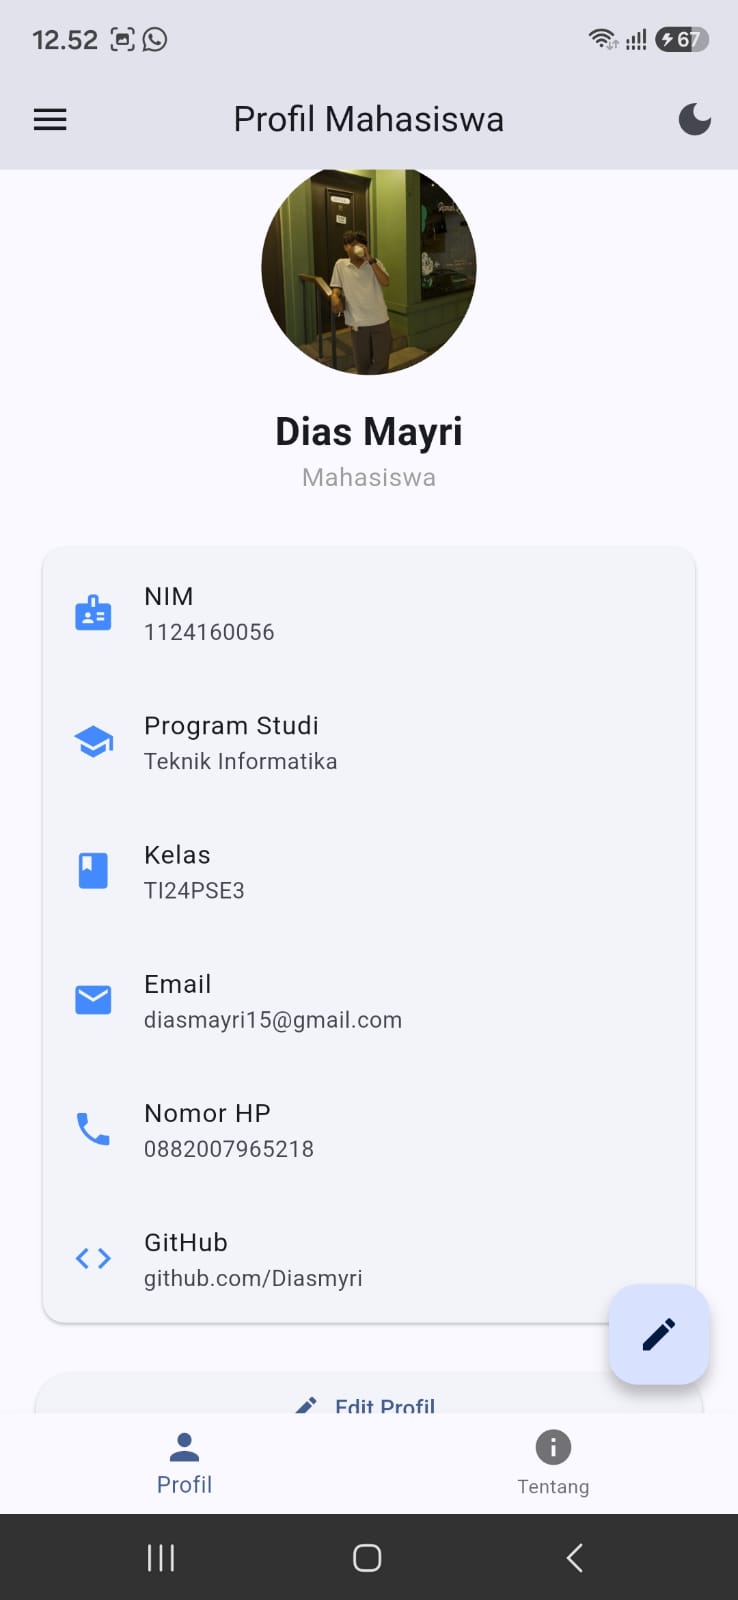 12.52
67
Profil Mahasiswa
Dias Mayri
Mahasiswa
NIM
1124160056
Program Studi
Teknik Informatika
Kelas
TI24PSE3
Email
diasmayri15@gmail.com
Nomor HP
0882007965218
GitHub
github.com/Diasmyri
Edit Profil
Profil
Tentang